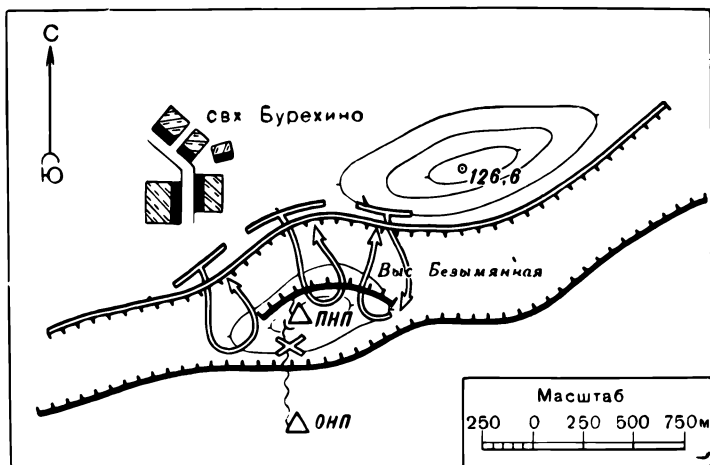 С
Ю
свх Бурехино
126,6
Выс Безымянная
ПНП
ОНП
Масштаб
250 0 250 500 750м